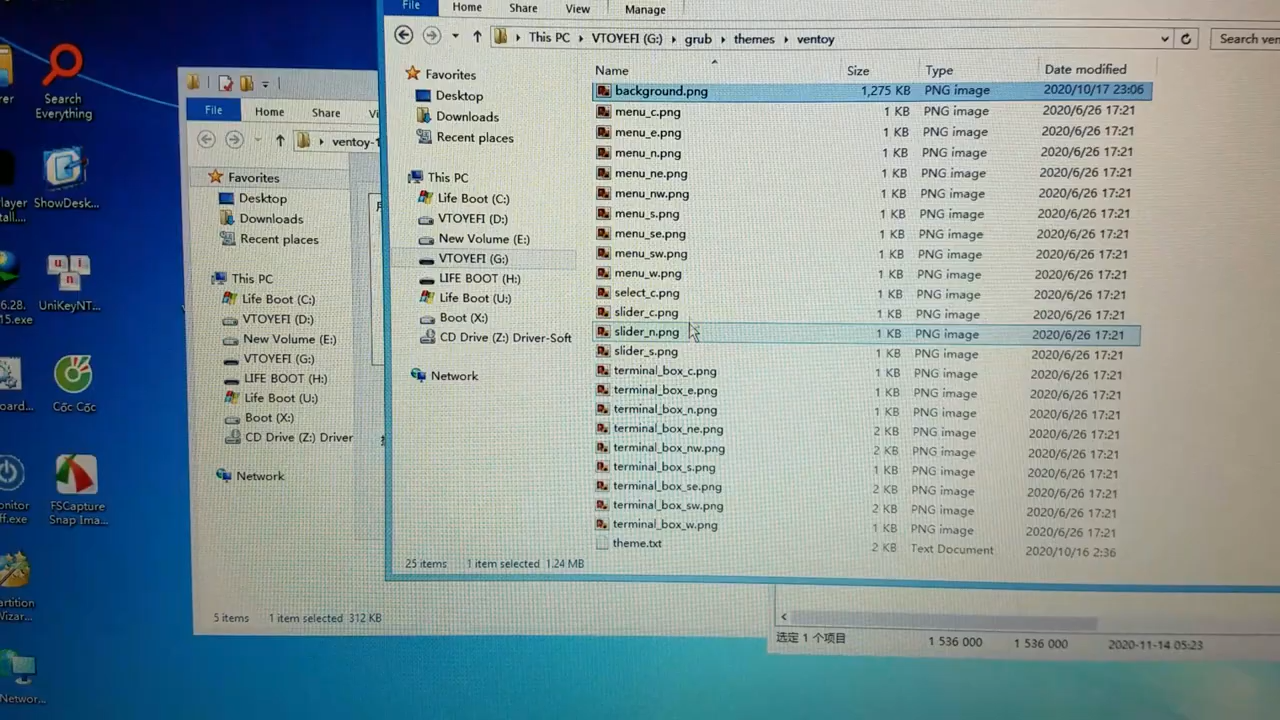 Search
Everything
ShowDesk...
UniKeyNT...
15.exe
Cốc Cốc
FSCapture
Snap Ima...
Networ...
File
Home
Share
ventoy-1
Favorites
Desktop
Downloads
Recent places
This PC
Life Boot (C:)
VTOYEFI (D:)
New Volume (E:)
VTOYEFI (G:)
LIFE BOOT (H:)
Life Boot (U:)
Boot (X:)
CD Drive (Z:) Driver
Network
5 items 1 item selected 312 KB
File Home Share View Manage
This PC VTOYEFI (G:) grub themes ventoy
Search ven
Favorites
Desktop
Downloads
Recent places
This PC
Life Boot (C:)
VTOYEFI (D:)
New Volume (E:)
VTOYEFI (G:)
LIFE BOOT (H:)
Life Boot (U:)
Boot (X:)
CD Drive (Z:) Driver-Soft
Network
Name Size Type Date modified
background.png 1,275 KB PNG image 2020/10/17 23:06
menu_c.png 1 KB PNG image 2020/6/26 17:21
menu_e.png 1 KB PNG image 2020/6/26 17:21
menu_n.png 1 KB PNG image 2020/6/26 17:21
menu_ne.png 1 KB PNG image 2020/6/26 17:21
menu_nw.png 1 KB PNG image 2020/6/26 17:21
menu_s.png 1 KB PNG image 2020/6/26 17:21
menu_se.png 1 KB PNG image 2020/6/26 17:21
menu_sw.png 1 KB PNG image 2020/6/26 17:21
menu_w.png 1 KB PNG image 2020/6/26 17:21
select_c.png 1 KB PNG image 2020/6/26 17:21
slider_c.png 1 KB PNG image 2020/6/26 17:21
slider_n.png 1 KB PNG image 2020/6/26 17:21
slider_s.png 1 KB PNG image 2020/6/26 17:21
terminal_box_c.png 1 KB PNG image 2020/6/26 17:21
terminal_box_e.png 1 KB PNG image 2020/6/26 17:21
terminal_box_n.png 1 KB PNG image 2020/6/26 17:21
terminal_box_ne.png 2 KB PNG image 2020/6/26 17:21
terminal_box_nw.png 2 KB PNG image 2020/6/26 17:21
terminal_box_s.png 1 KB PNG image 2020/6/26 17:21
terminal_box_se.png 2 KB PNG image 2020/6/26 17:21
terminal_box_sw.png 2 KB PNG image 2020/6/26 17:21
terminal_box_w.png 1 KB PNG image 2020/6/26 17:21
theme.txt 2 KB Text Document 2020/10/16 2:36
25 items 1 item selected 1.24 MB
选定 1 个项目 1 536 000 1 536 000 2020-11-14 05:23